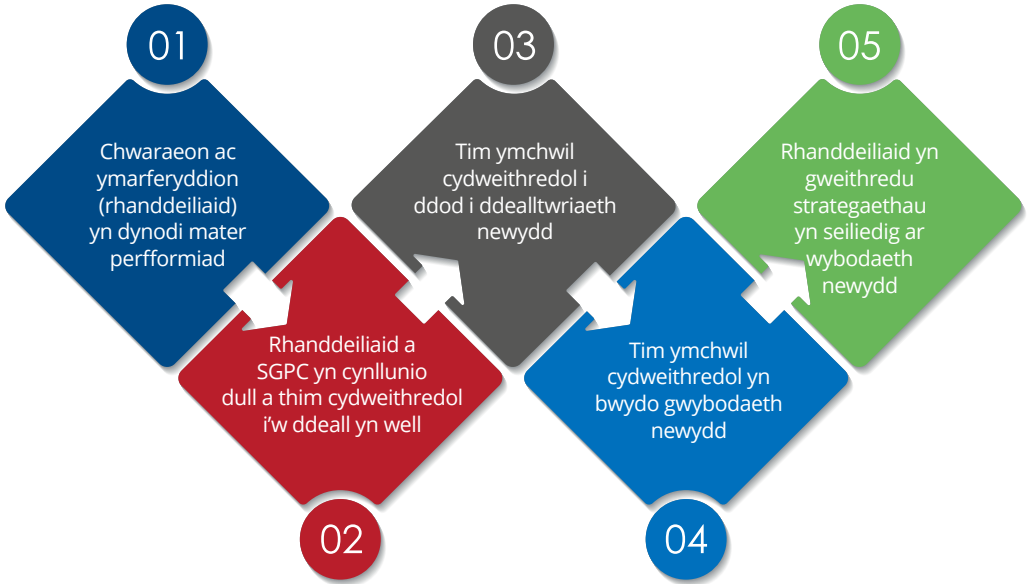 01
Chwaraeon ac
ymarferyddion
(rhanddeiliaid)
yn dynodi mater
perfformiad
02
Rhanddeiliaid a
SGPC yn cynllunio
dull a thim cydweithredol
i'w ddeall yn well
03
Tim ymchwil
cydweithredol i
ddod i ddealltwriaeth
newydd
04
Tim ymchwil
cydweithredol yn
bwydo gwybodaeth
newydd
05
Rhanddeiliaid yn
gweithredu
strategaethau
yn seiliedig ar
wybodaeth
newydd